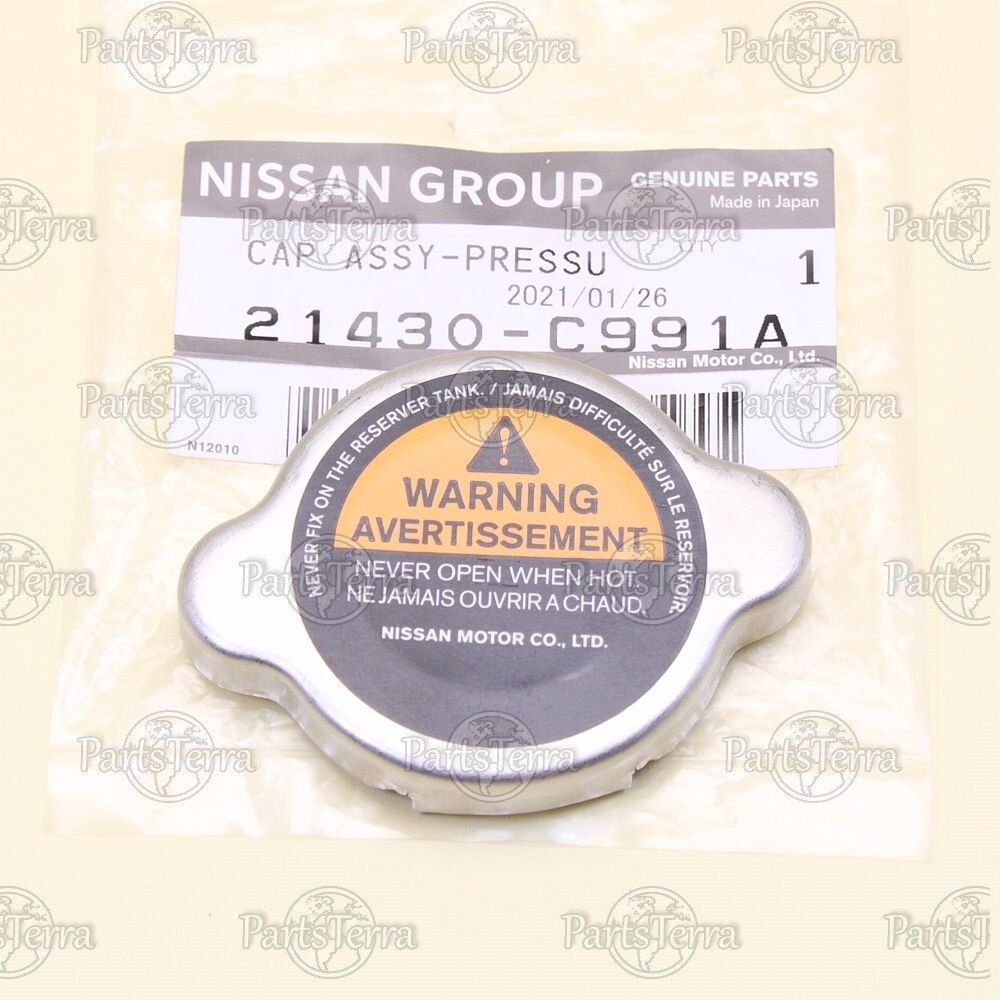 NISSAN GROUP GENUINE PARTS
Made in Japan
CAP ASSY-PRESSU QTY 1
2021/01/26
21430-C991A
Nissan Motor Co., Ltd.
N12010
NEVER FIX ON THE RESERVER TANK. / JAMAIS DIFFICULTÉ SUR LE RESERVOIR.
WARNING
AVERTISSEMENT
NEVER OPEN WHEN HOT.
NE JAMAIS OUVRIR A CHAUD.
NISSAN MOTOR CO., LTD.
PartsTerra